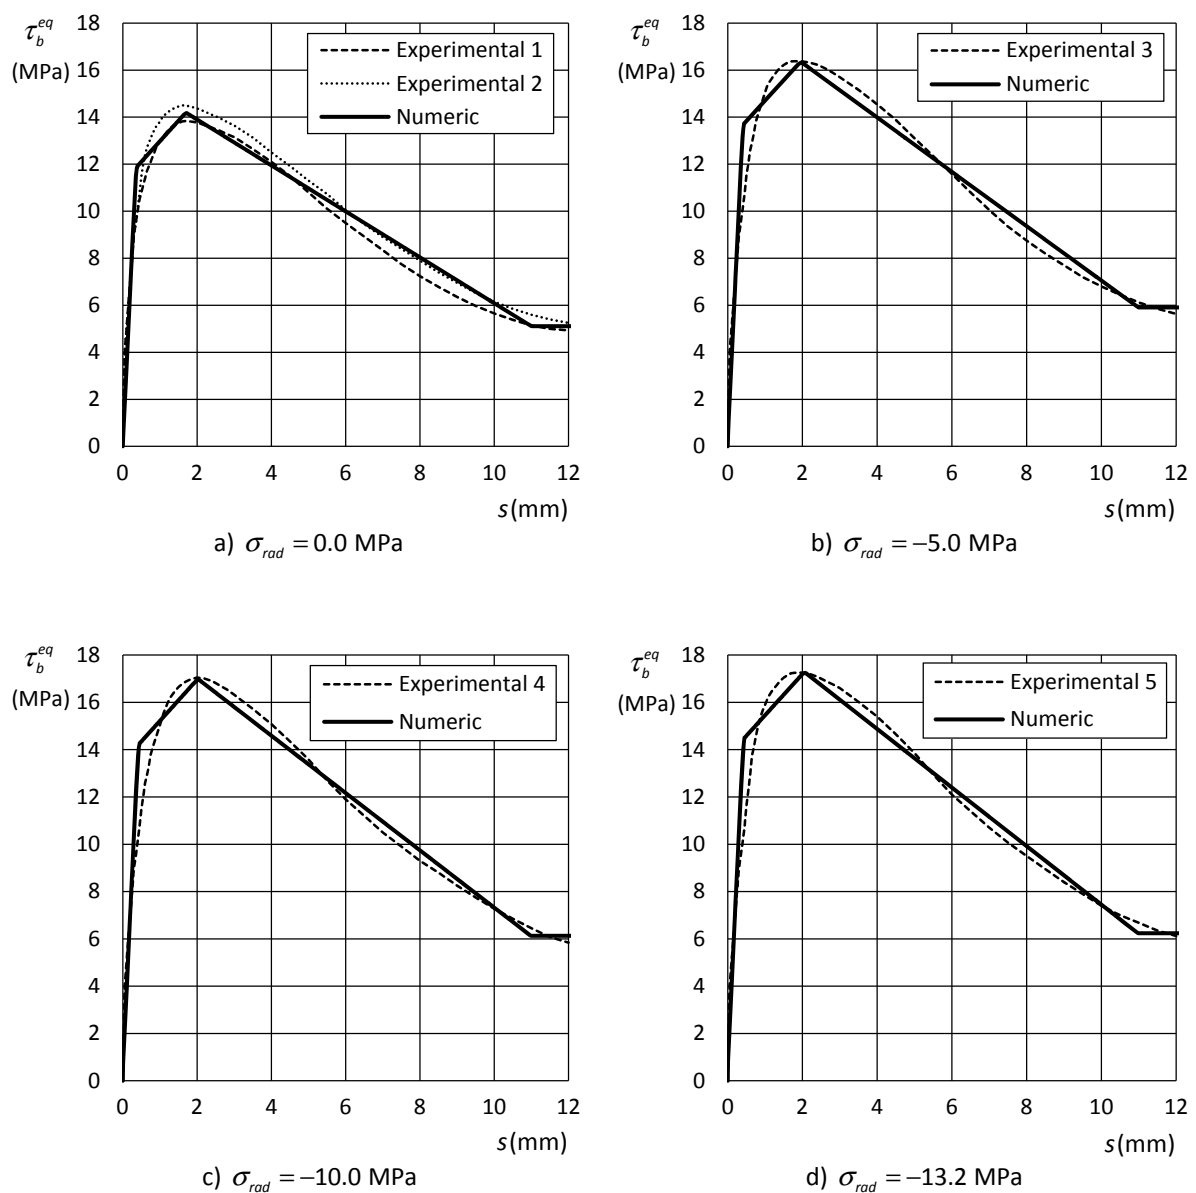 τ_b^eq
(MPa)
18
16
14
12
10
8
6
4
2
0
Experimental 1
Experimental 2
Numeric
0 2 4 6 8 10 12
s(mm)
a) σ_rad = 0.0 MPa
τ_b^eq
(MPa)
18
16
14
12
10
8
6
4
2
0
Experimental 3
Numeric
0 2 4 6 8 10 12
s(mm)
b) σ_rad = −5.0 MPa
τ_b^eq
(MPa)
18
16
14
12
10
8
6
4
2
0
Experimental 4
Numeric
0 2 4 6 8 10 12
s(mm)
c) σ_rad = −10.0 MPa
τ_b^eq
(MPa)
18
16
14
12
10
8
6
4
2
0
Experimental 5
Numeric
0 2 4 6 8 10 12
s(mm)
d) σ_rad = −13.2 MPa